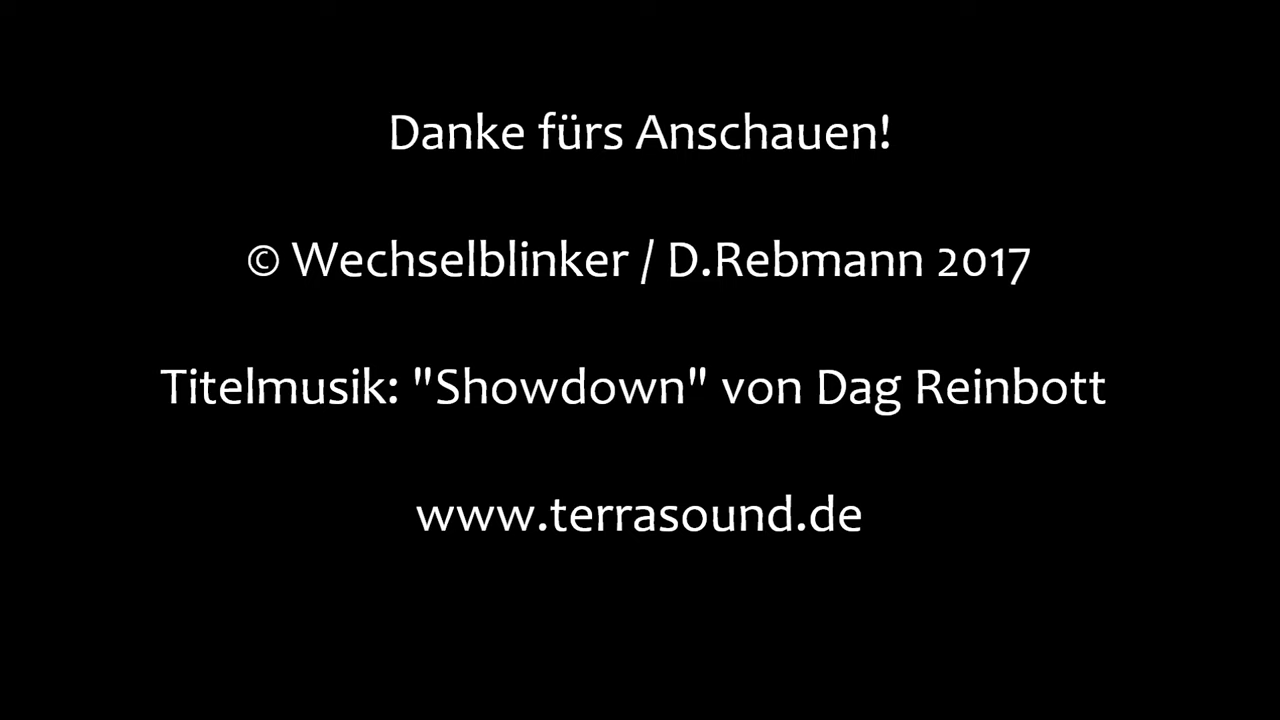 Danke fürs Anschauen!
© Wechselblinker / D.Rebmann 2017
Titelmusik: "Showdown" von Dag Reinbott
www.terrasound.de